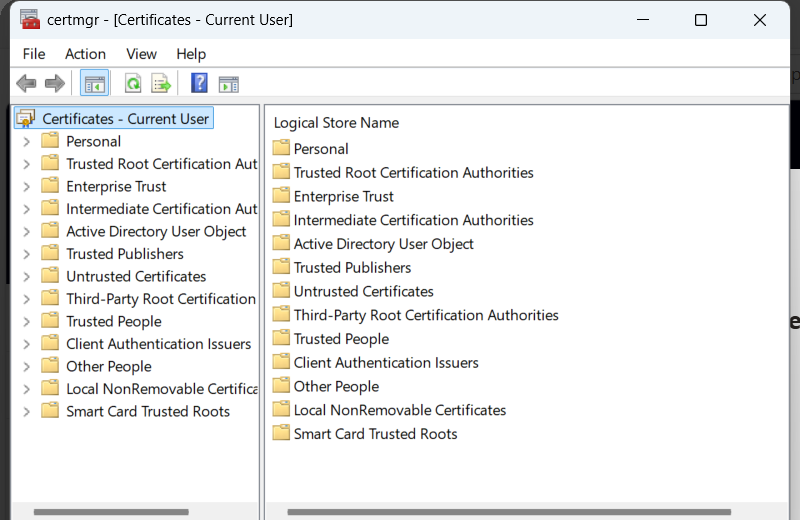 certmgr - [Certificates - Current User]
File Action View Help
Certificates - Current User
Personal
Trusted Root Certification Aut
Enterprise Trust
Intermediate Certification Aut
Active Directory User Object
Trusted Publishers
Untrusted Certificates
Third-Party Root Certification
Trusted People
Client Authentication Issuers
Other People
Local NonRemovable Certifica
Smart Card Trusted Roots
Logical Store Name
Personal
Trusted Root Certification Authorities
Enterprise Trust
Intermediate Certification Authorities
Active Directory User Object
Trusted Publishers
Untrusted Certificates
Third-Party Root Certification Authorities
Trusted People
Client Authentication Issuers
Other People
Local NonRemovable Certificates
Smart Card Trusted Roots